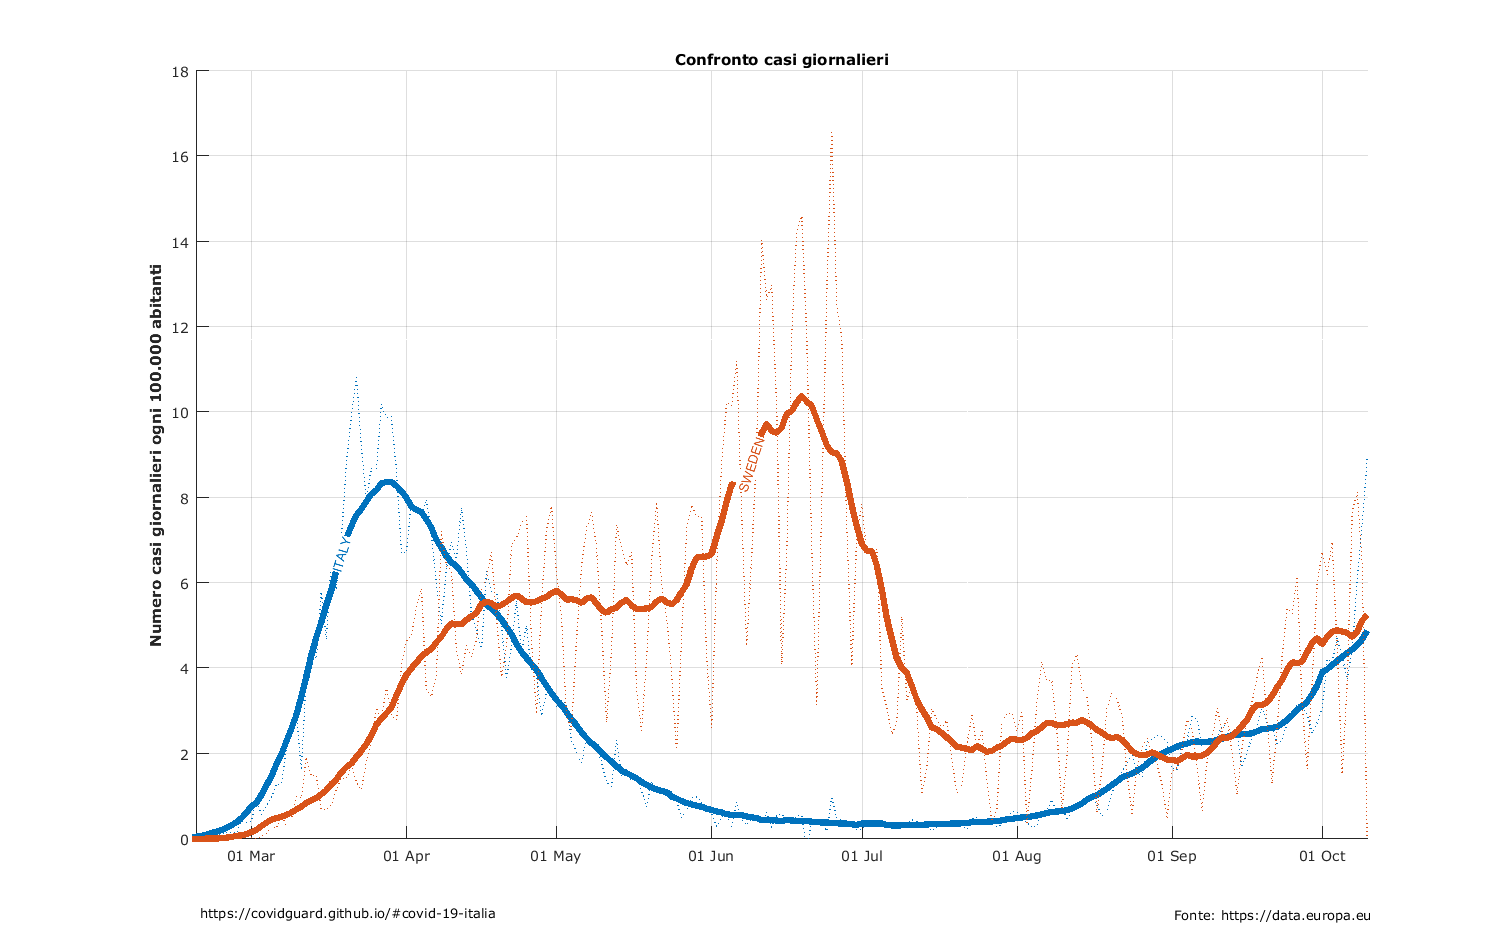 Confronto casi giornalieri
Numero casi giornalieri ogni 100.000 abitanti
18
16
14
12
10
8
6
4
2
0
ITALY
SWEDEN
01 Mar
01 Apr
01 May
01 Jun
01 Jul
01 Aug
01 Sep
01 Oct
https://covidguard.github.io/#covid-19-italia
Fonte: https://data.europa.eu